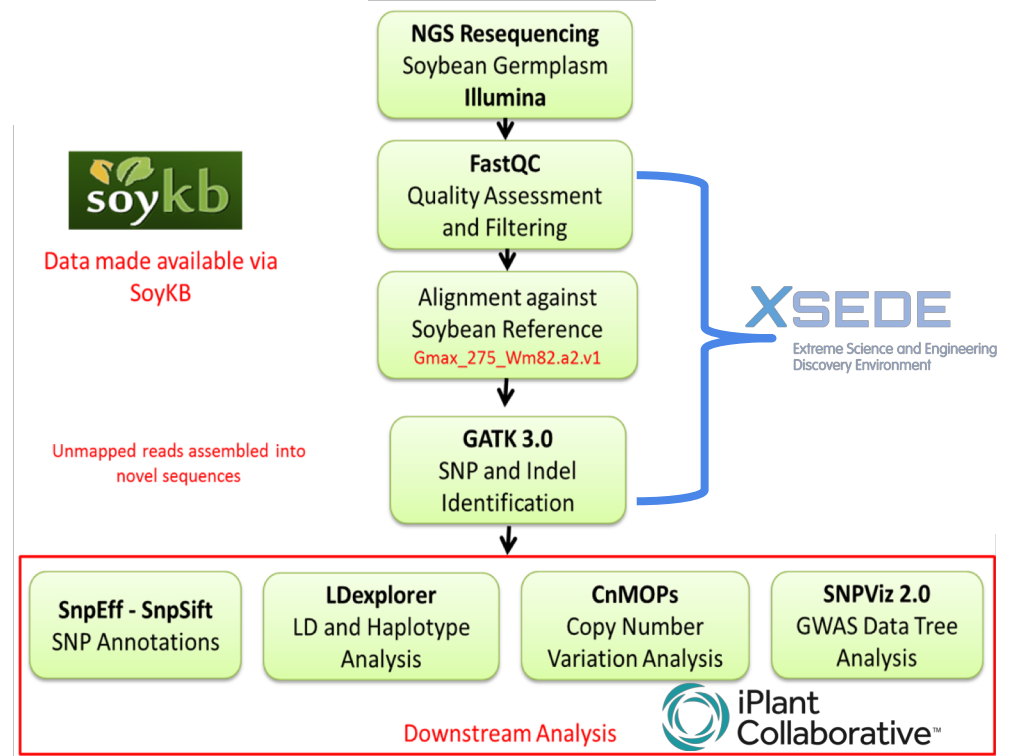 NGS Resequencing
Soybean Germplasm
Illumina
FastQC
Quality Assessment
and Filtering
soykb
Data made available via
SoyKB
Alignment against
Soybean Reference
Gmax_275_Wm82.a2.v1
XSEDE
Extreme Science and Engineering
Discovery Environment
GATK 3.0
SNP and Indel
Identification
Unmapped reads assembled into
novel sequences
SnpEff - SnpSift
SNP Annotations
LDexplorer
LD and Haplotype
Analysis
CnMOPs
Copy Number
Variation Analysis
SNPViz 2.0
GWAS Data Tree
Analysis
Downstream Analysis
iPlant
Collaborative™